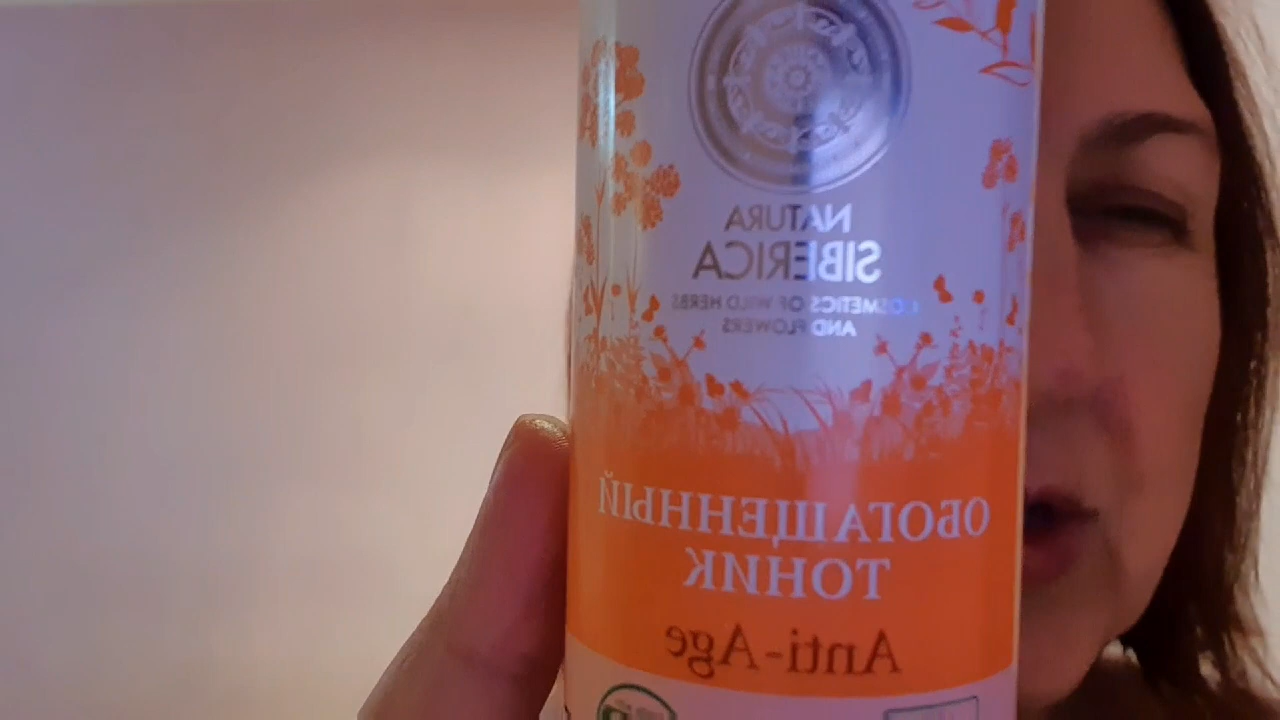 NATURA
SIBERICA
COSMETICS OF WILD HERBS
AND FLOWERS
ОБОГАЩЕННЫЙ
ТОНИК
Anti-Age